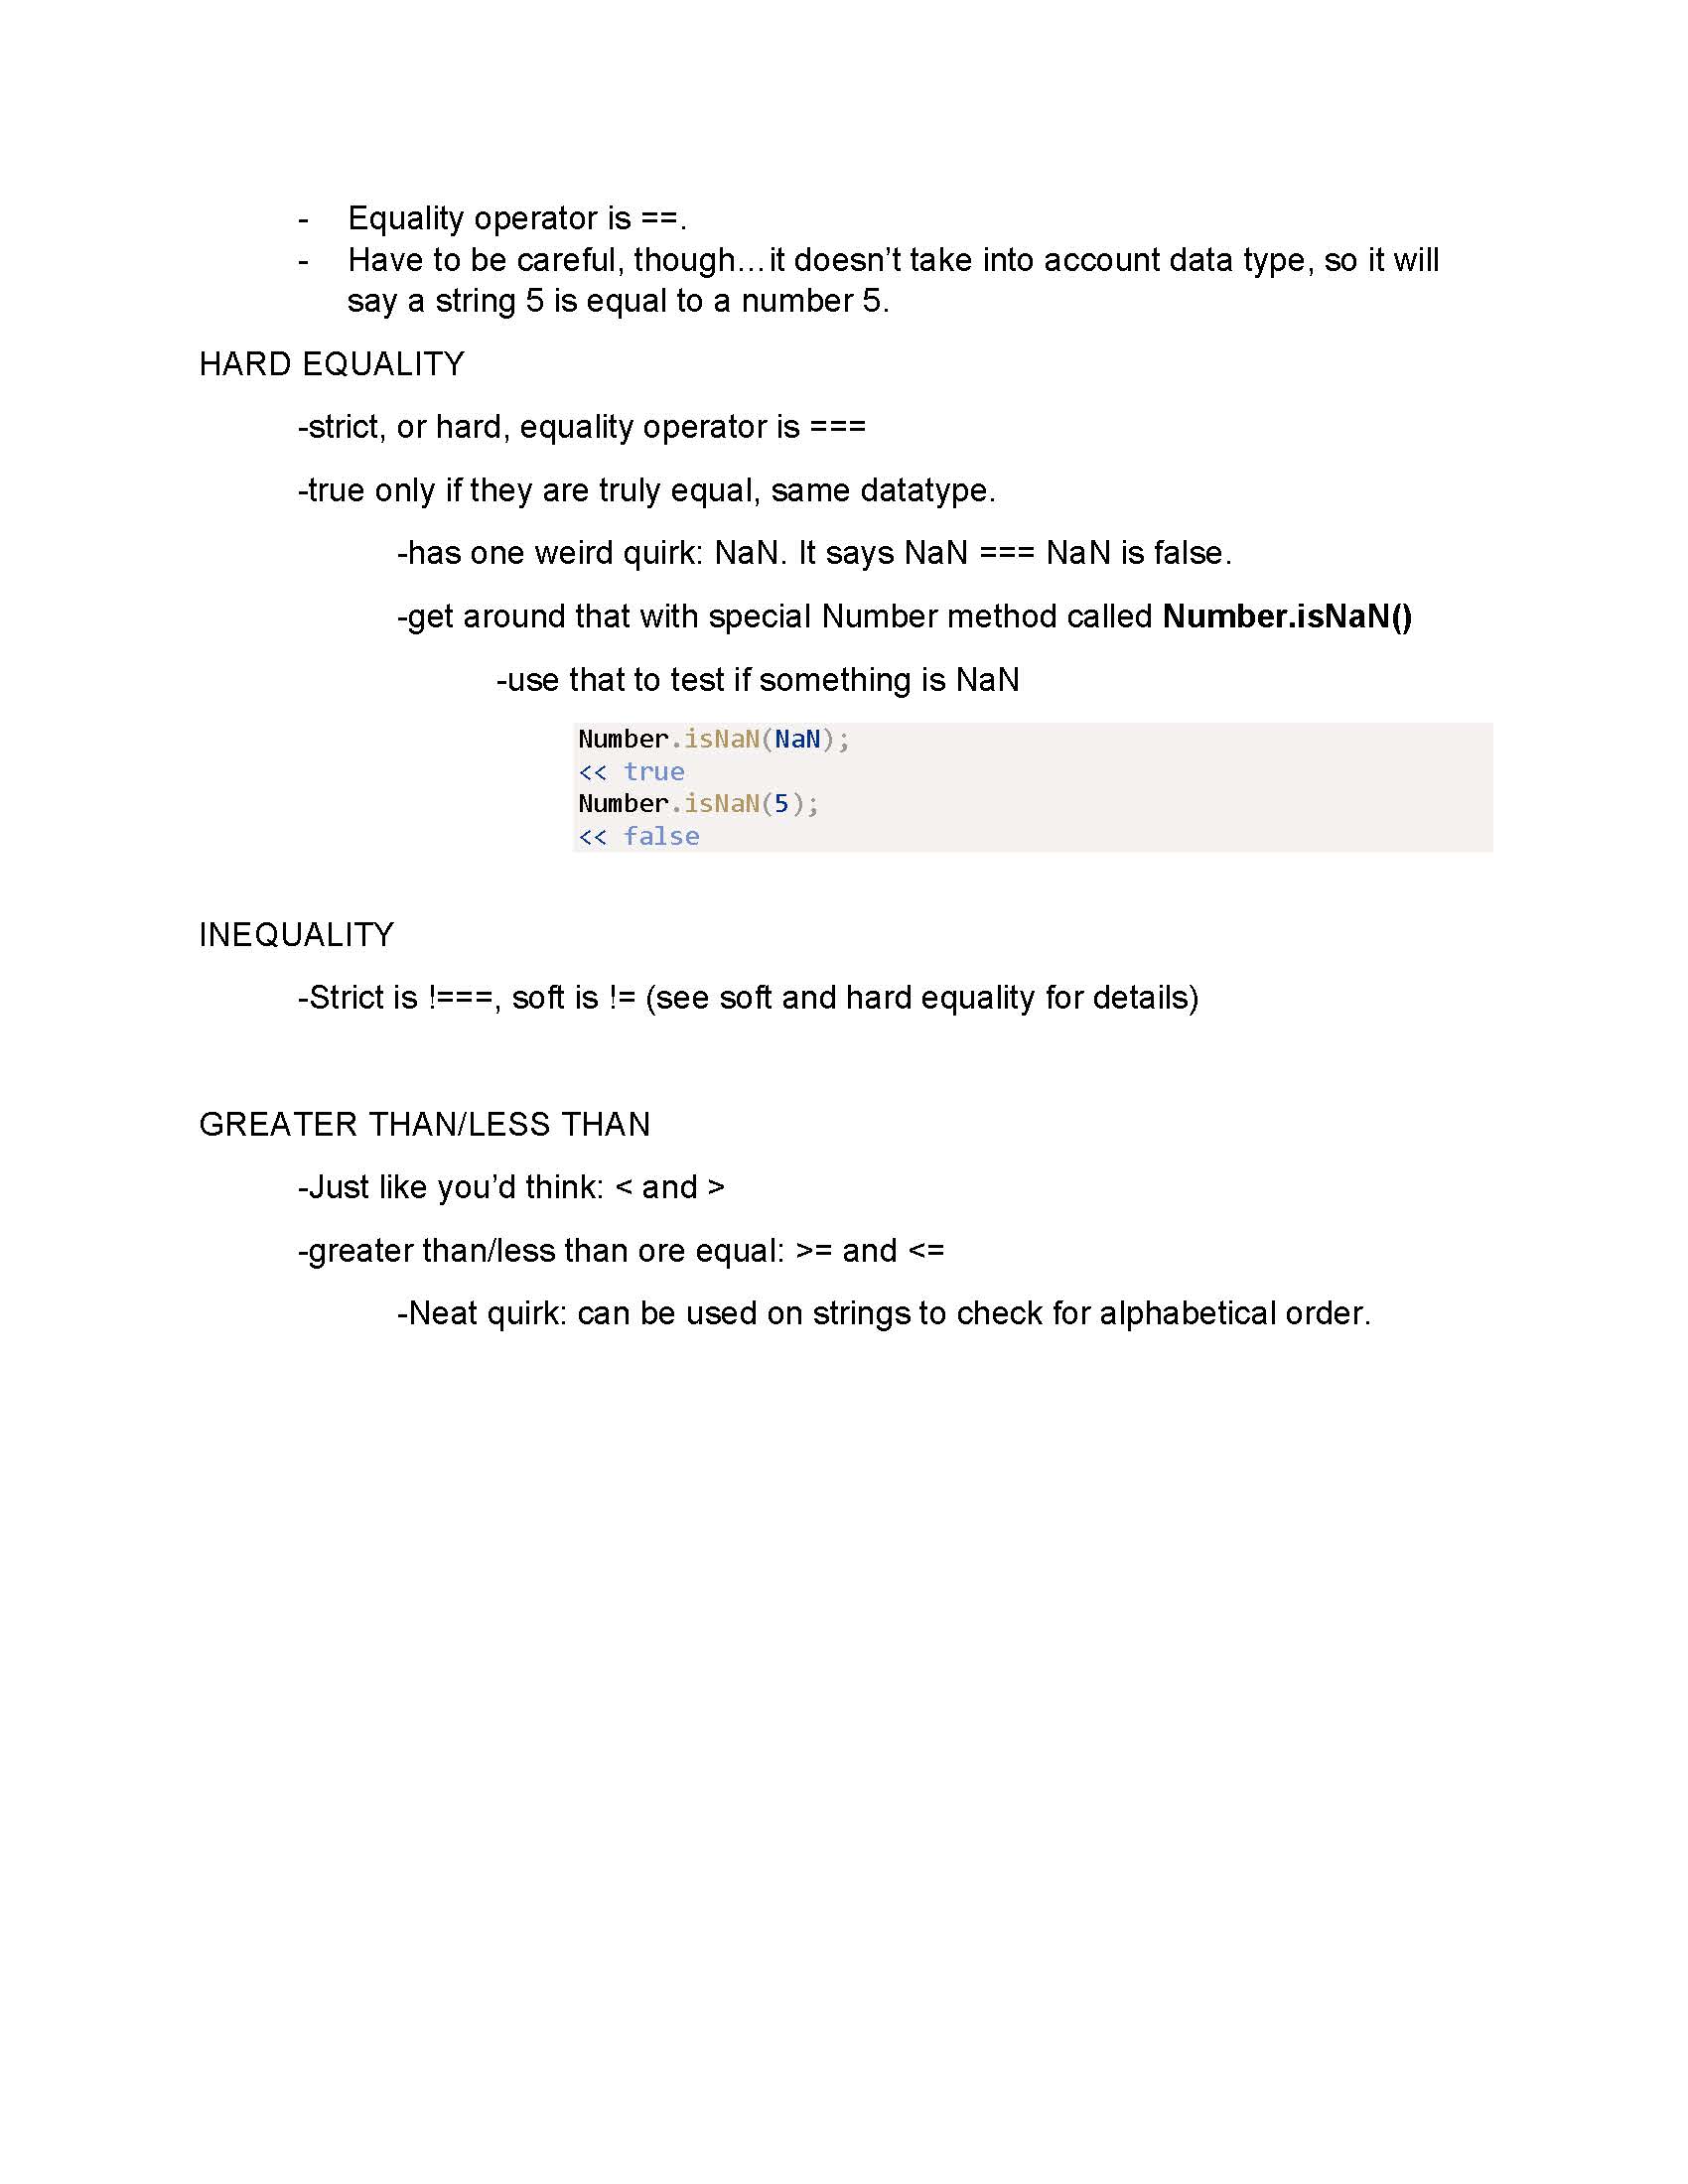 - Equality operator is ==.
- Have to be careful, though…it doesn’t take into account data type, so it will
say a string 5 is equal to a number 5.
HARD EQUALITY
-strict, or hard, equality operator is ===
-true only if they are truly equal, same datatype.
-has one weird quirk: NaN. It says NaN === NaN is false.
-get around that with special Number method called Number.isNaN()
-use that to test if something is NaN
Number.isNaN(NaN);
<< true
Number.isNaN(5);
<< false
INEQUALITY
-Strict is !===, soft is != (see soft and hard equality for details)
GREATER THAN/LESS THAN
-Just like you’d think: < and >
-greater than/less than ore equal: >= and <=
-Neat quirk: can be used on strings to check for alphabetical order.